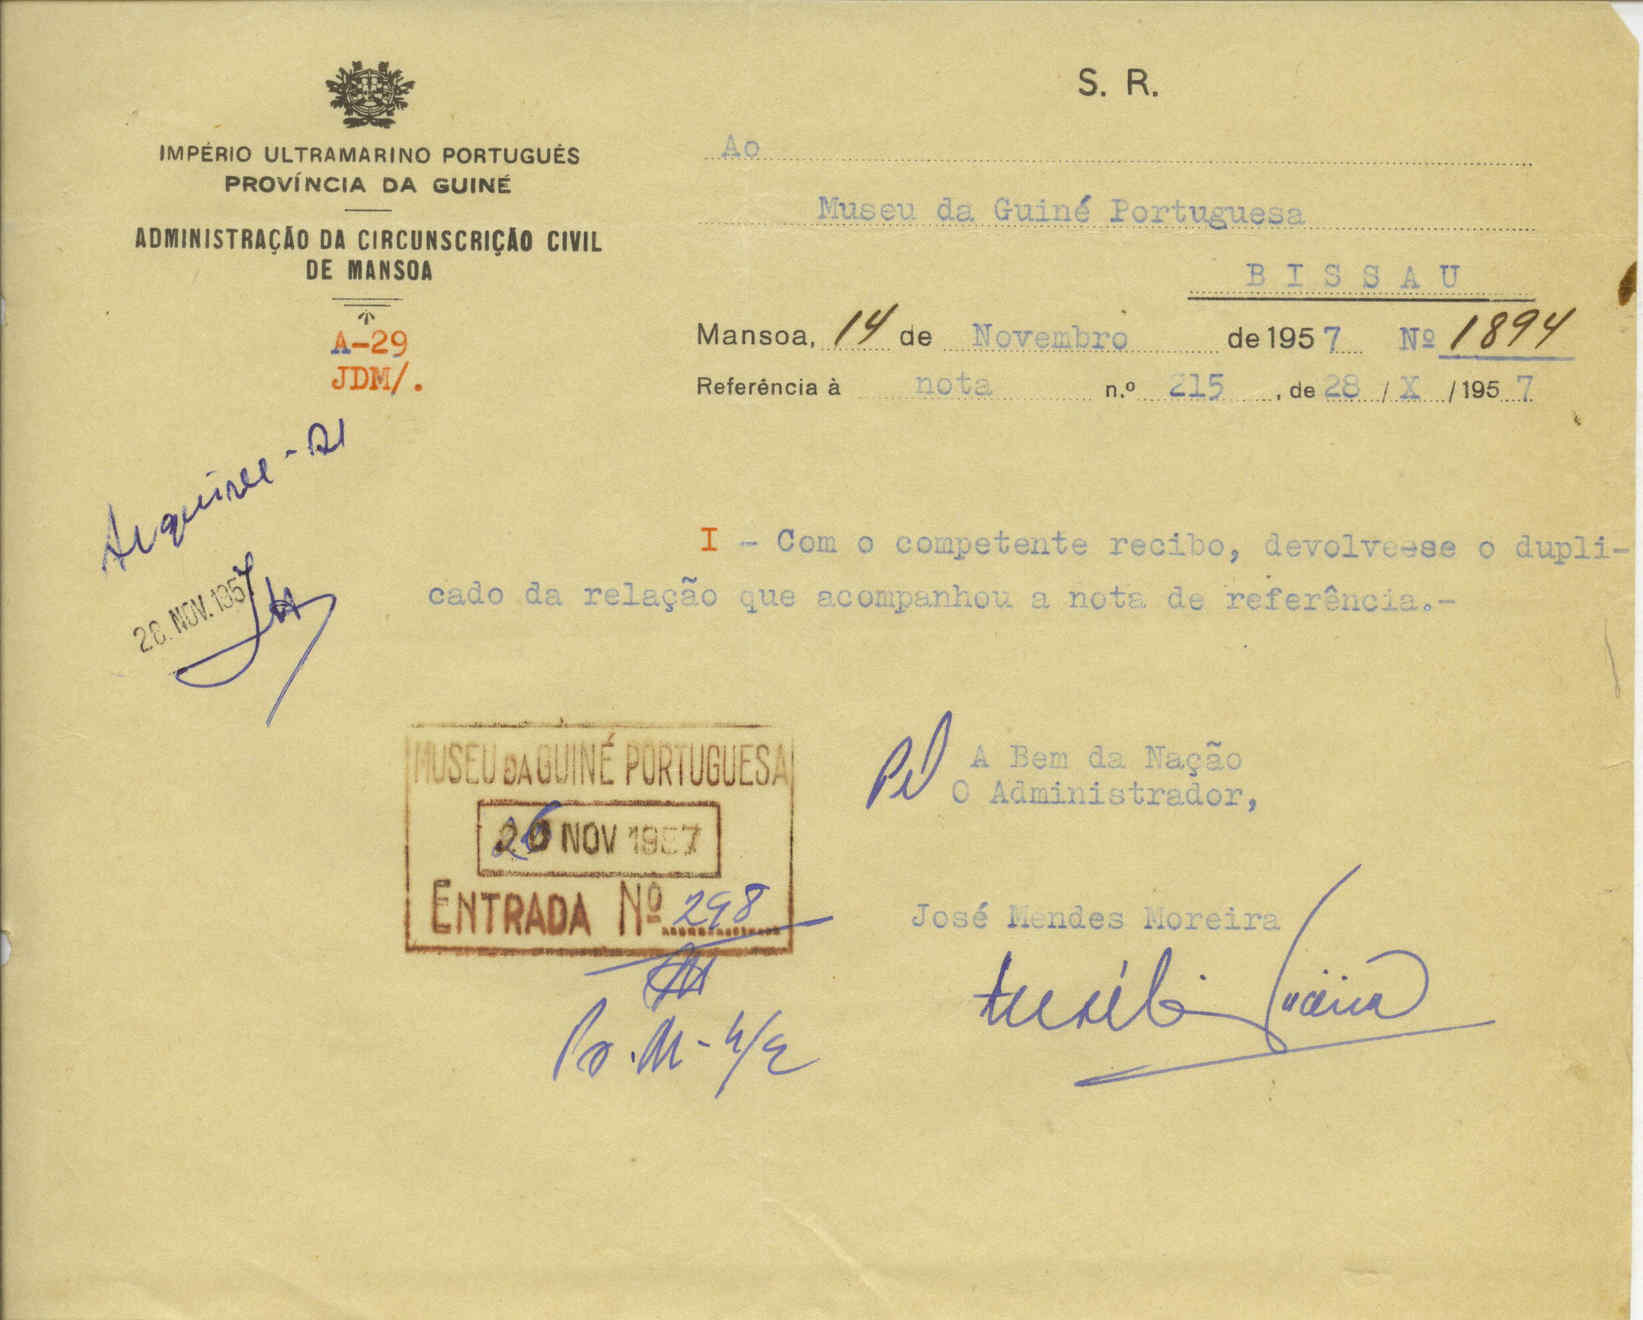 S. R.
IMPÉRIO ULTRAMARINO PORTUGUÊS
PROVÍNCIA DA GUINÉ
ADMINISTRAÇÃO DA CIRCUNSCRIÇÃO CIVIL
DE MANSOA
A-29
JDM/.
Ao
Museu da Guiné Portuguesa
BISSAU
Mansoa, 14 de Novembro de 1957 Nº 1894
Referência à nota n.º 215, de 28 / X / 1957
26. NOV. 1957
I - Com o competente recibo, devolve-se o dupli-
cado da relação que acompanhou a nota de referência.-
MUSEU DA GUINÉ PORTUGUESA
26 NOV 1957
ENTRADA Nº 298
A Bem da Nação
Pel O Administrador,
José Mendes Moreira